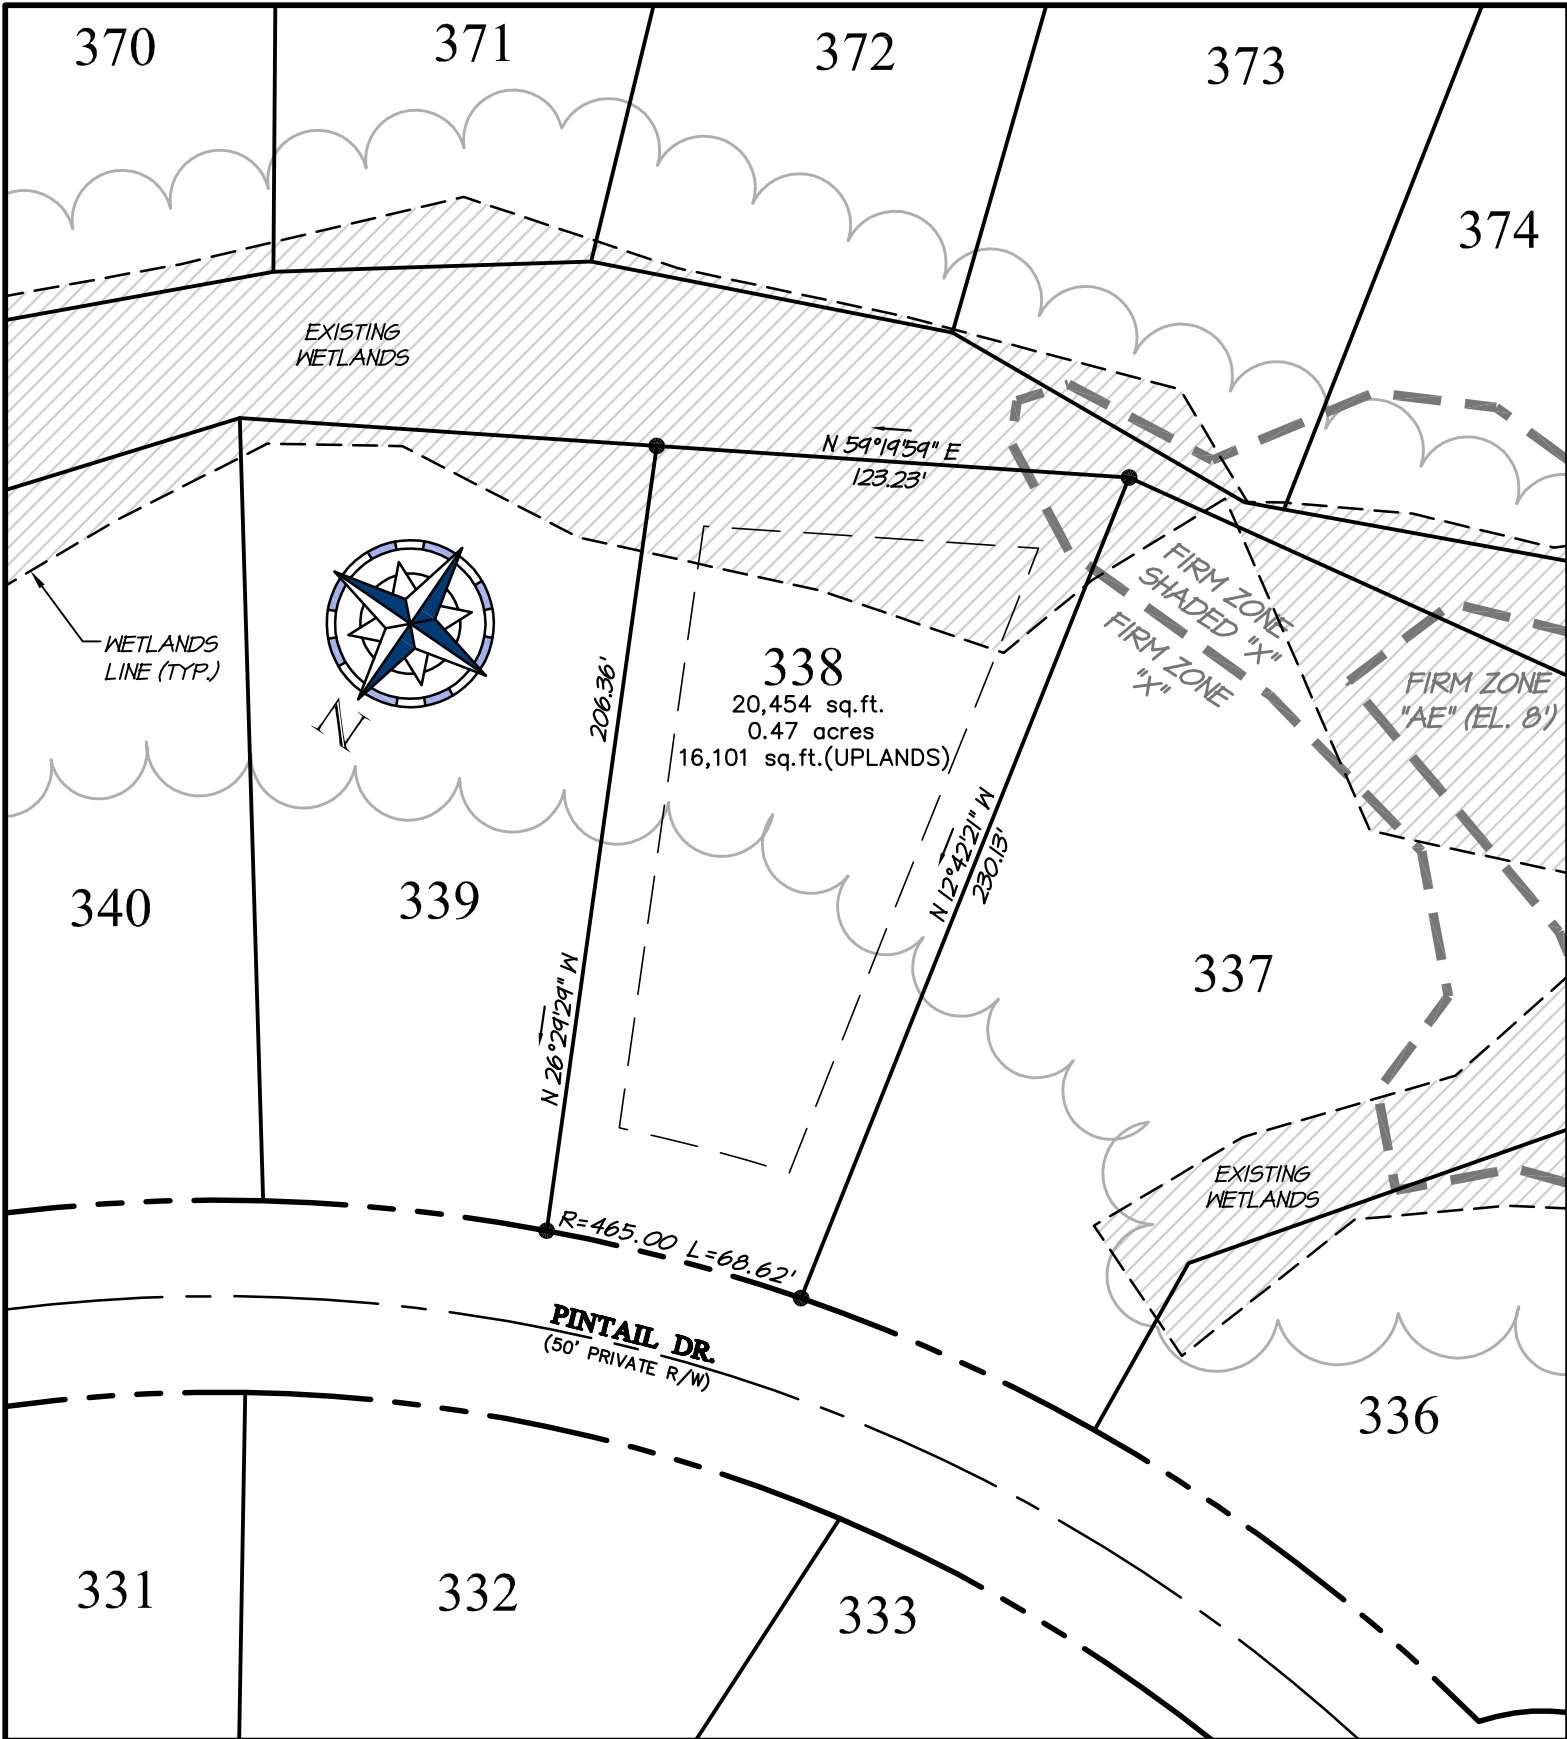 370
371
372
373
374
EXISTING
WETLANDS
N 59°19'59" E
123.23'
WETLANDS
LINE (TYP.)
N
206.36'
N 26°29'29" W
338
20,454 sq.ft.
0.47 acres
16,101 sq.ft.(UPLANDS)
N 12°42'21" W
230.13'
FIRM ZONE
SHADED "X"
FIRM ZONE
"X"
FIRM ZONE
"AE" (EL. 8')
340
339
337
EXISTING
WETLANDS
R=465.00 L=68.62'
PINTAIL DR.
(50' PRIVATE R/W)
336
331
332
333